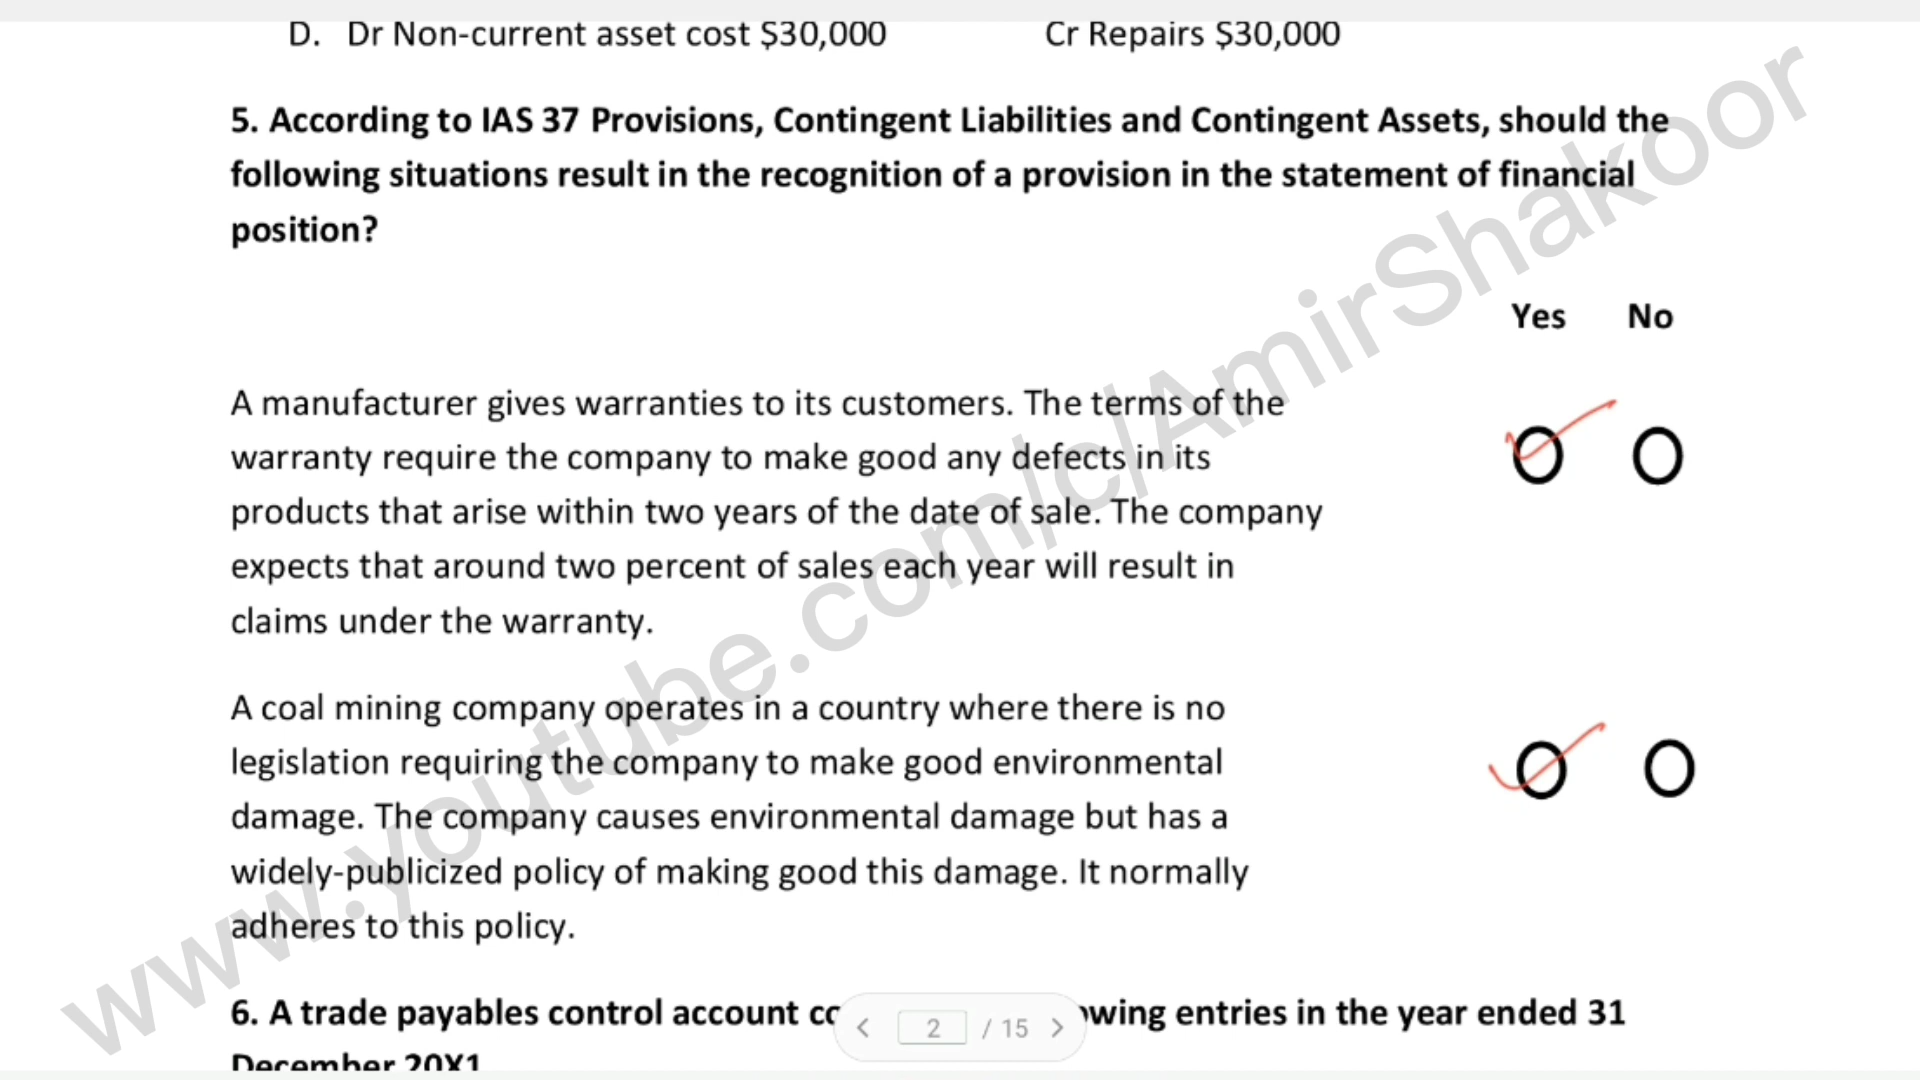 D. Dr Non-current asset cost $30,000 Cr Repairs $30,000
5. According to IAS 37 Provisions, Contingent Liabilities and Contingent Assets, should the
following situations result in the recognition of a provision in the statement of financial
position?
Yes No
A manufacturer gives warranties to its customers. The terms of the
warranty require the company to make good any defects in its
products that arise within two years of the date of sale. The company
expects that around two percent of sales each year will result in
claims under the warranty.
A coal mining company operates in a country where there is no
legislation requiring the company to make good environmental
damage. The company causes environmental damage but has a
widely-publicized policy of making good this damage. It normally
adheres to this policy.
6. A trade payables control account co wing entries in the year ended 31
December 20X1
2 / 15
www.youtube.com/c/AmirShakoor